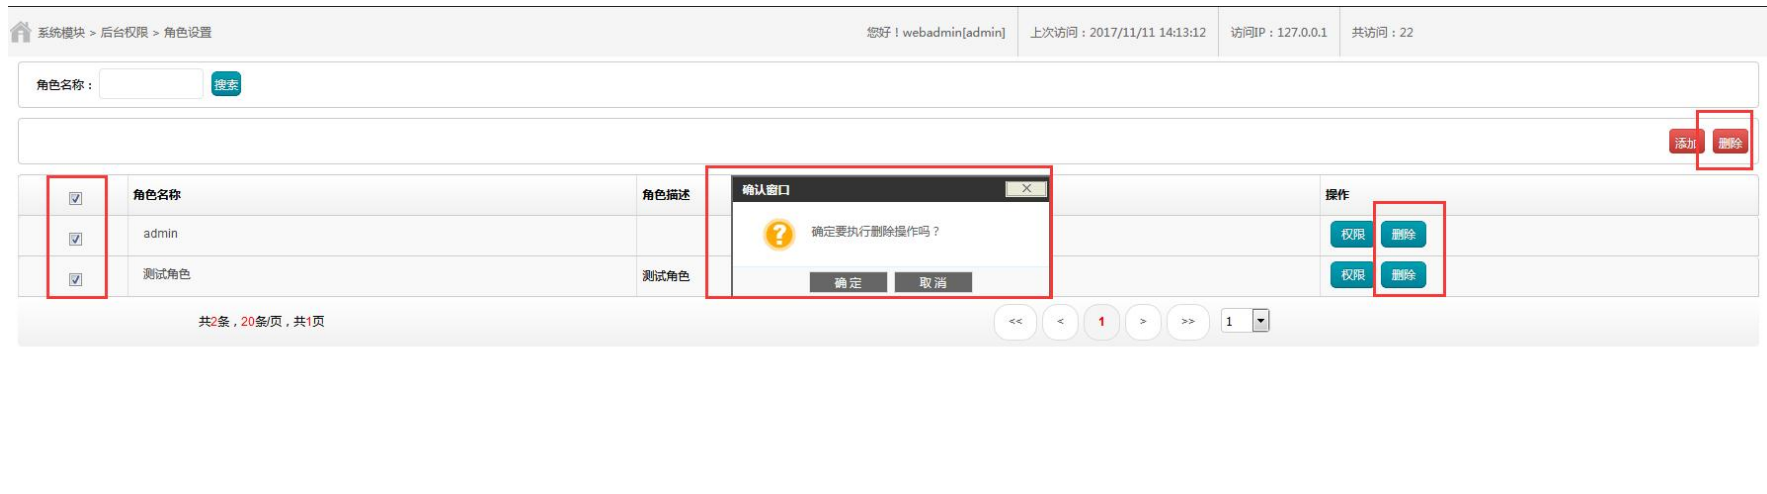 系统模块 > 后台权限 > 角色设置 您好！webadmin[admin] 上次访问：2017/11/11 14:13:12 访问IP：127.0.0.1 共访问：22
角色名称： 搜索
添加 删除
角色名称 角色描述 操作
确认窗口
确定要执行删除操作吗？
确定 取消
admin 权限 删除
测试角色 测试角色 权限 删除
共2条，20条/页，共1页 << < 1 > >> 1